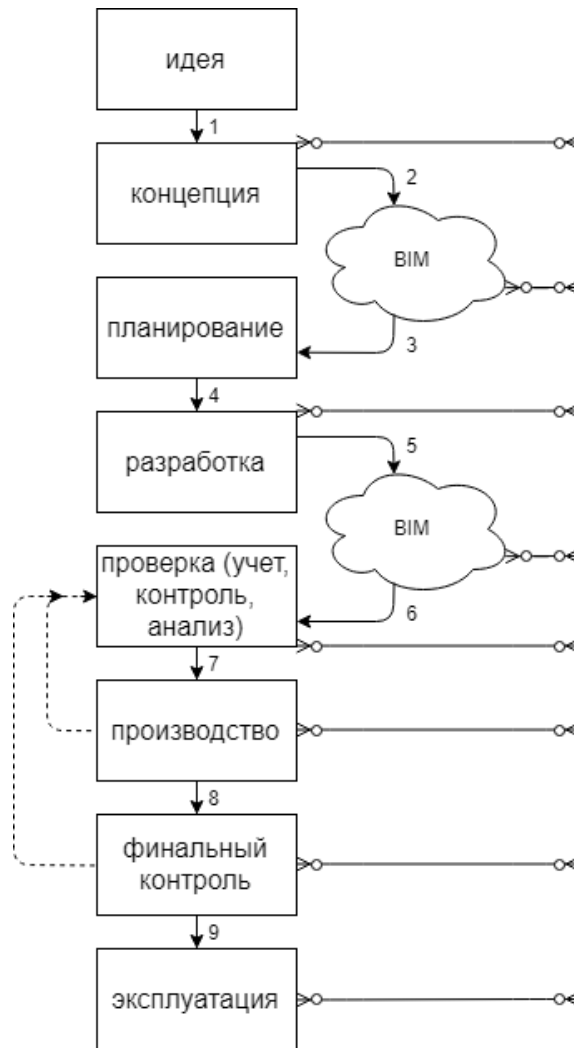 идея
1
концепция
2
BIM
планирование
3
4
разработка
5
BIM
проверка (учет,
контроль,
анализ)
6
7
производство
8
финальный
контроль
9
эксплуатация